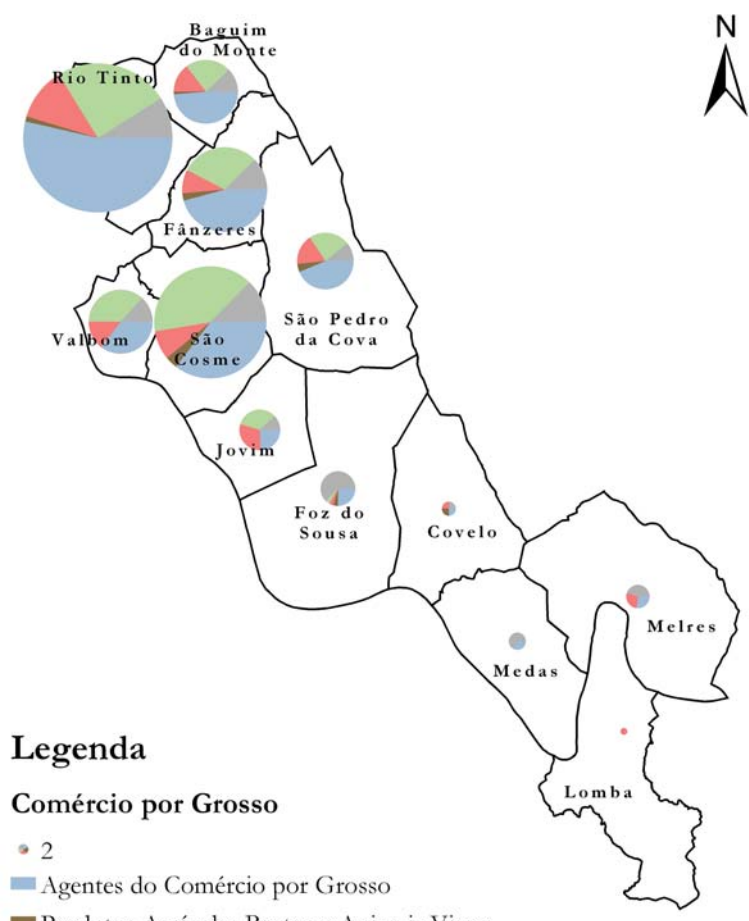 Baguim
do Monte
N
Rio Tinto
Fânzeres
São Pedro
da Cova
Valbom
São
Cosme
Jovim
Foz do
Sousa
Covelo
Melres
Medas
Lomba
Legenda
Comércio por Grosso
2
Agentes do Comércio por Grosso